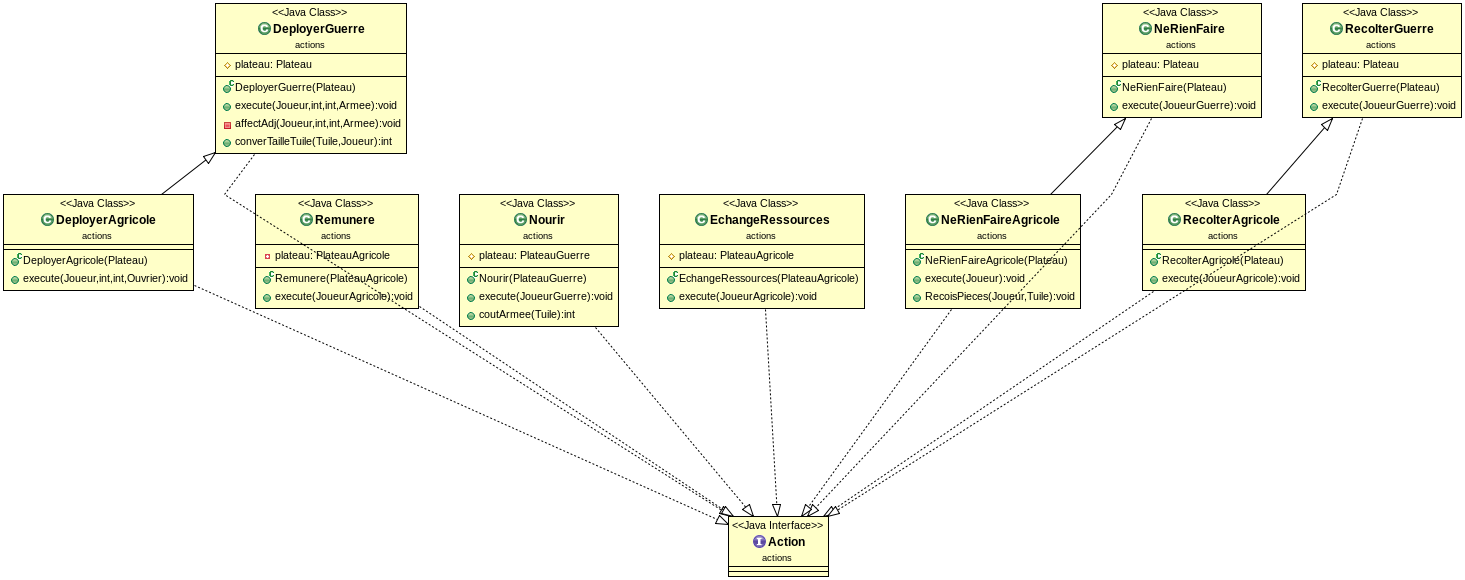 <<Java Class>>
DeployerGuerre
actions
plateau: Plateau
DeployerGuerre(Plateau)
execute(Joueur,int,int,Armee):void
affectAdj(Joueur,int,int,Armee):void
converTailleTuile(Tuile,Joueur):int
<<Java Class>>
NeRienFaire
actions
plateau: Plateau
NeRienFaire(Plateau)
execute(JoueurGuerre):void
<<Java Class>>
RecolterGuerre
actions
plateau: Plateau
RecolterGuerre(Plateau)
execute(JoueurGuerre):void
<<Java Class>>
DeployerAgricole
actions
DeployerAgricole(Plateau)
execute(Joueur,int,int,Ouvrier):void
<<Java Class>>
Remunere
actions
plateau: PlateauAgricole
Remunere(PlateauAgricole)
execute(JoueurAgricole):void
<<Java Class>>
Nourir
actions
plateau: PlateauGuerre
Nourir(PlateauGuerre)
execute(JoueurGuerre):void
coutArmee(Tuile):int
<<Java Class>>
EchangeRessources
actions
plateau: PlateauAgricole
EchangeRessources(PlateauAgricole)
execute(JoueurAgricole):void
<<Java Class>>
NeRienFaireAgricole
actions
NeRienFaireAgricole(Plateau)
execute(Joueur):void
RecoisPieces(Joueur,Tuile):void
<<Java Class>>
RecolterAgricole
actions
RecolterAgricole(Plateau)
execute(JoueurAgricole):void
<<Java Interface>>
Action
actions